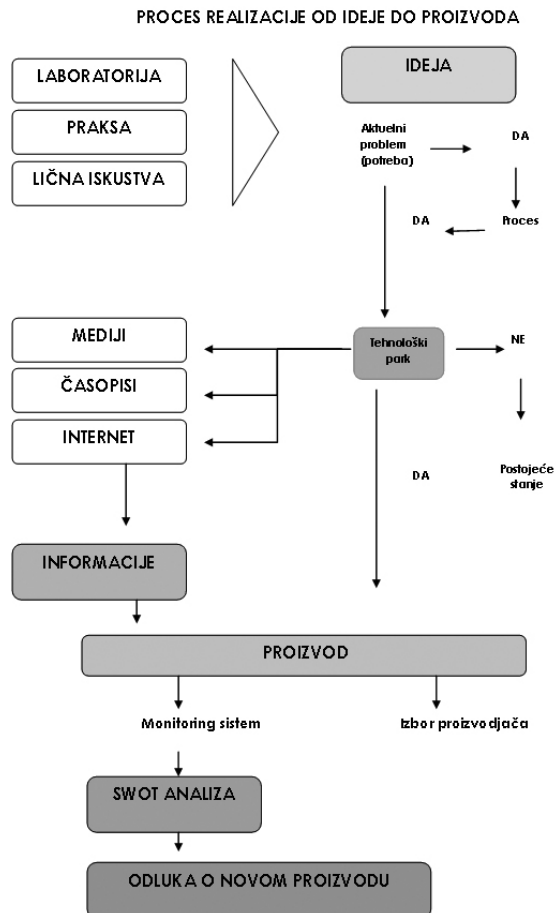 PROCES REALIZACIJE OD IDEJE DO PROIZVODA
LABORATORIJA
PRAKSA
LIČNA ISKUSTVA
IDEJA
Aktuelni
problem
(potreba)
DA
DA
Proces
MEDIJI
ČASOPISI
INTERNET
Tehnološki
park
NE
DA
Postojeće
stanje
INFORMACIJE
PROIZVOD
Monitoring sistem
Izbor proizvodjača
SWOT ANALIZA
ODLUKA O NOVOM PROIZVODU